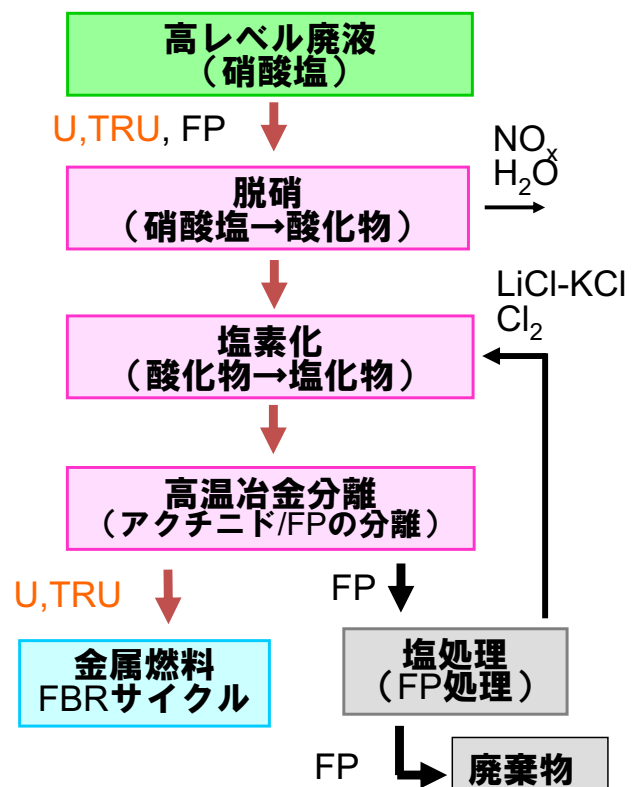 高レベル廃液
（硝酸塩）
U,TRU, FP
NOx
H2O
脱硝
（硝酸塩→酸化物）
LiCl-KCl
Cl2
塩素化
（酸化物→塩化物）
高温冶金分離
（アクチニド/FPの分離）
U,TRU
FP
金属燃料
FBRサイクル
塩処理
（FP処理）
FP
廃棄物